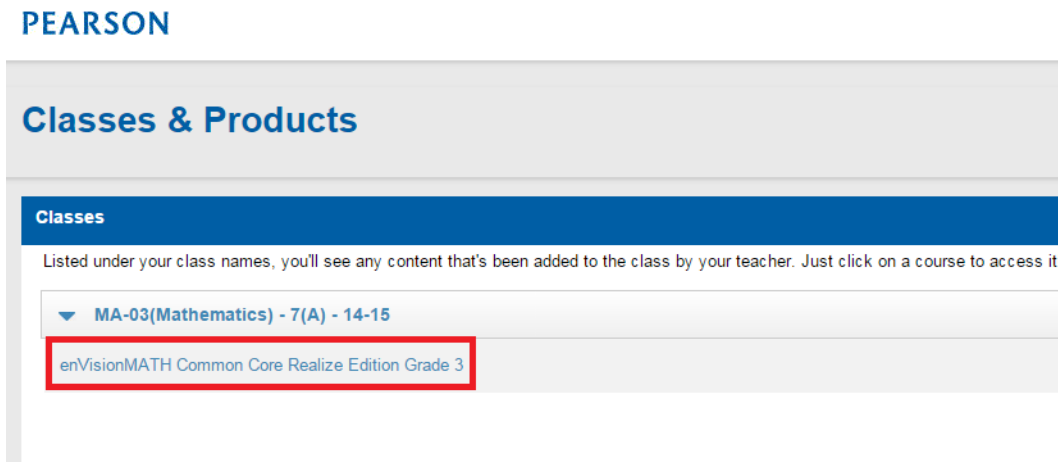 PEARSON
Classes & Products
Classes
Listed under your class names, you'll see any content that's been added to the class by your teacher. Just click on a course to access it
MA-03(Mathematics) - 7(A) - 14-15
enVisionMATH Common Core Realize Edition Grade 3